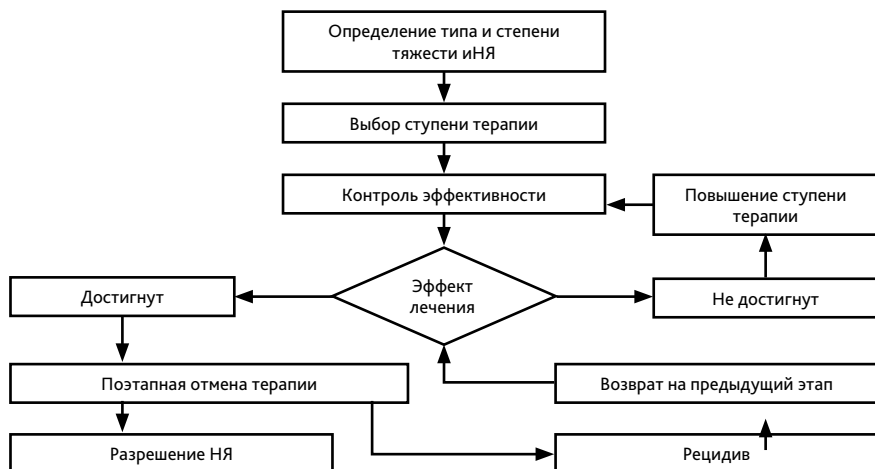 Определение типа и степени
тяжести иНЯ
Выбор ступени терапии
Контроль эффективности
Повышение ступени
терапии
Эффект
лечения
Достигнут
Не достигнут
Поэтапная отмена терапии
Возврат на предыдущий этап
Разрешение НЯ
Рецидив